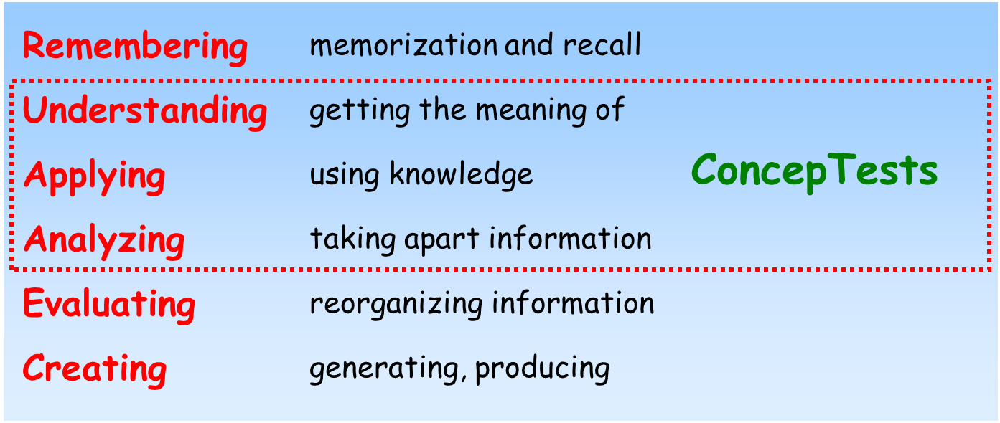 Remembering memorization and recall
Understanding getting the meaning of
Applying using knowledge
ConcepTests
Analyzing taking apart information
Evaluating reorganizing information
Creating generating, producing